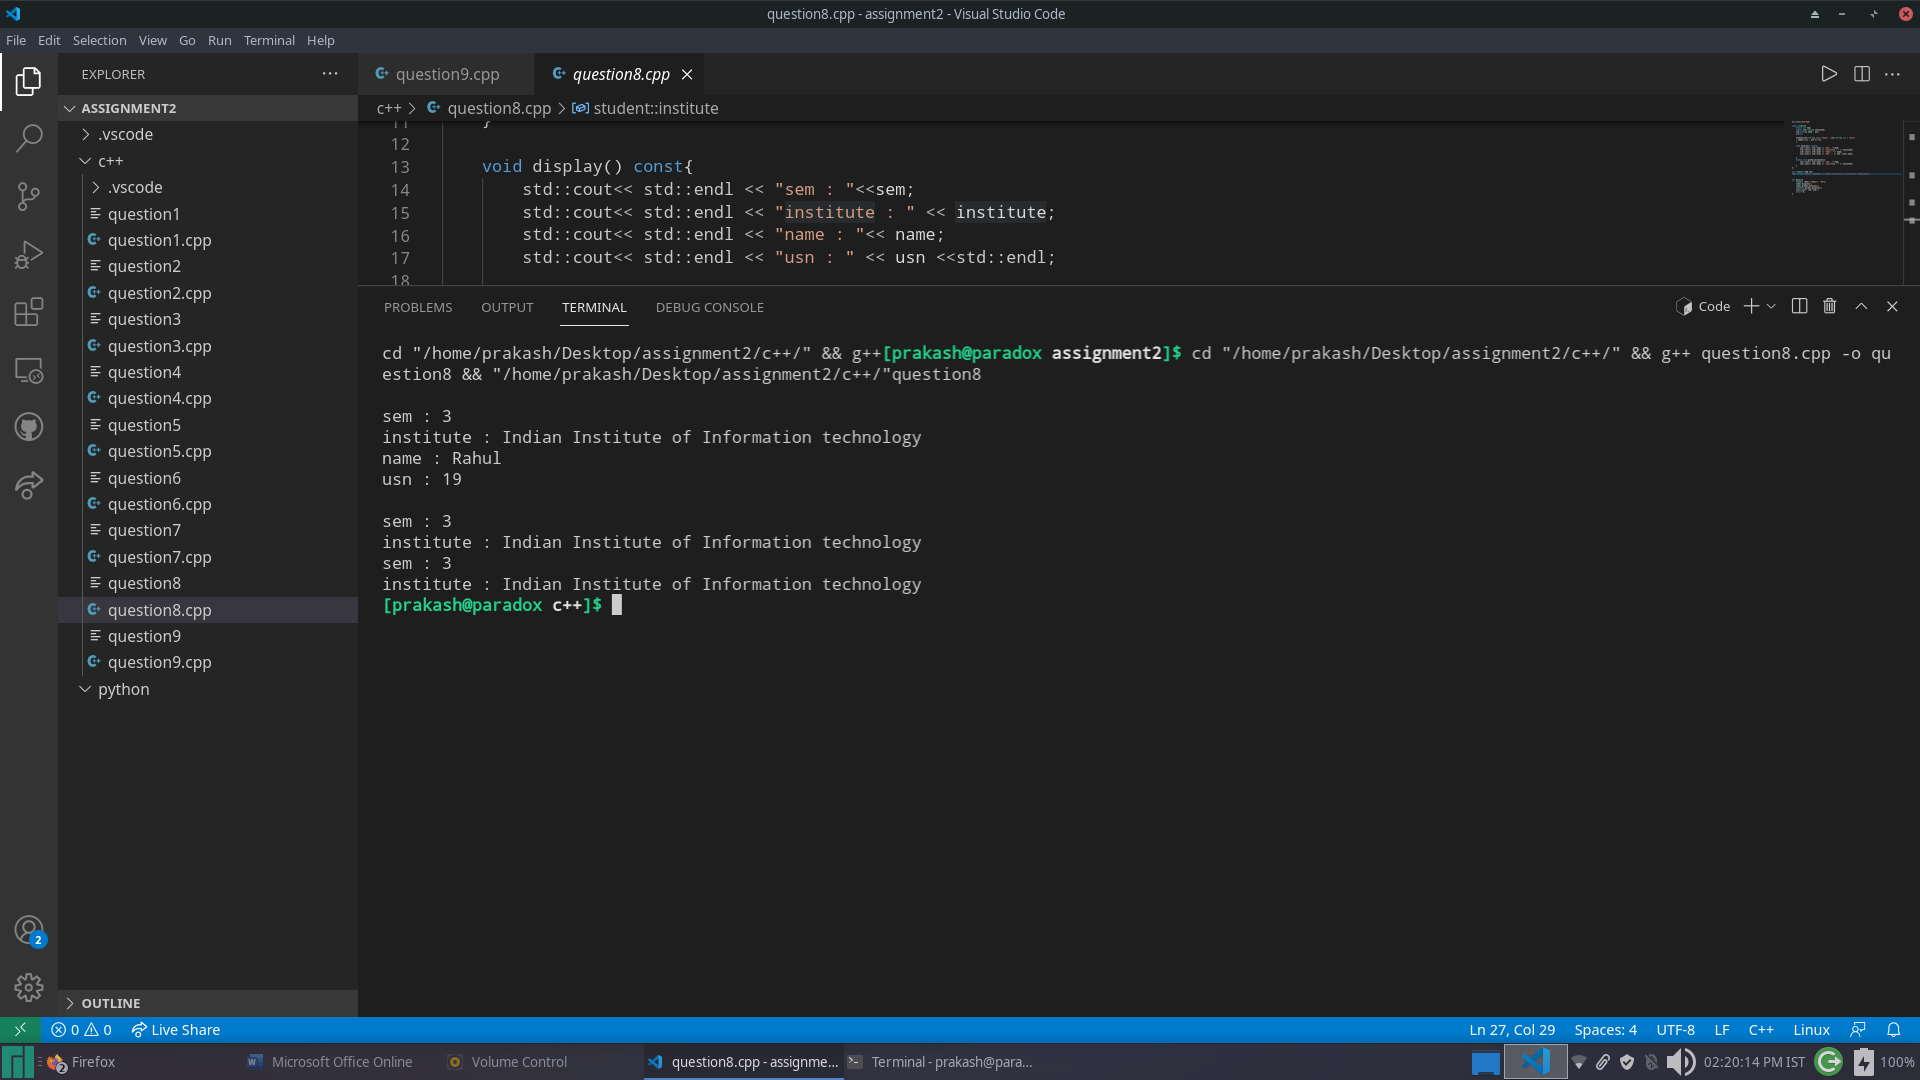 question8.cpp - assignment2 - Visual Studio Code
File Edit Selection View Go Run Terminal Help
EXPLORER
ASSIGNMENT2
.vscode
c++
.vscode
question1
question1.cpp
question2
question2.cpp
question3
question3.cpp
question4
question4.cpp
question5
question5.cpp
question6
question6.cpp
question7
question7.cpp
question8
question8.cpp
question9
question9.cpp
python
OUTLINE
2
question9.cpp question8.cpp
c++ > question8.cpp > student::institute
11 }
12
13 void display() const{
14 std::cout<< std::endl << "sem : "<<sem;
15 std::cout<< std::endl << "institute : " << institute;
16 std::cout<< std::endl << "name : "<< name;
17 std::cout<< std::endl << "usn : " << usn <<std::endl;
18
PROBLEMS OUTPUT TERMINAL DEBUG CONSOLE
Code
cd "/home/prakash/Desktop/assignment2/c++/" && g++[prakash@paradox assignment2]$ cd "/home/prakash/Desktop/assignment2/c++/" && g++ question8.cpp -o qu
estion8 && "/home/prakash/Desktop/assignment2/c++/"question8
sem : 3
institute : Indian Institute of Information technology
name : Rahul
usn : 19
sem : 3
institute : Indian Institute of Information technology
sem : 3
institute : Indian Institute of Information technology
[prakash@paradox c++]$
0 0 Live Share Ln 27, Col 29 Spaces: 4 UTF-8 LF C++ Linux
2 Firefox Microsoft Office Online Volume Control question8.cpp - assignme... Terminal - prakash@para... 02:20:14 PM IST 100%